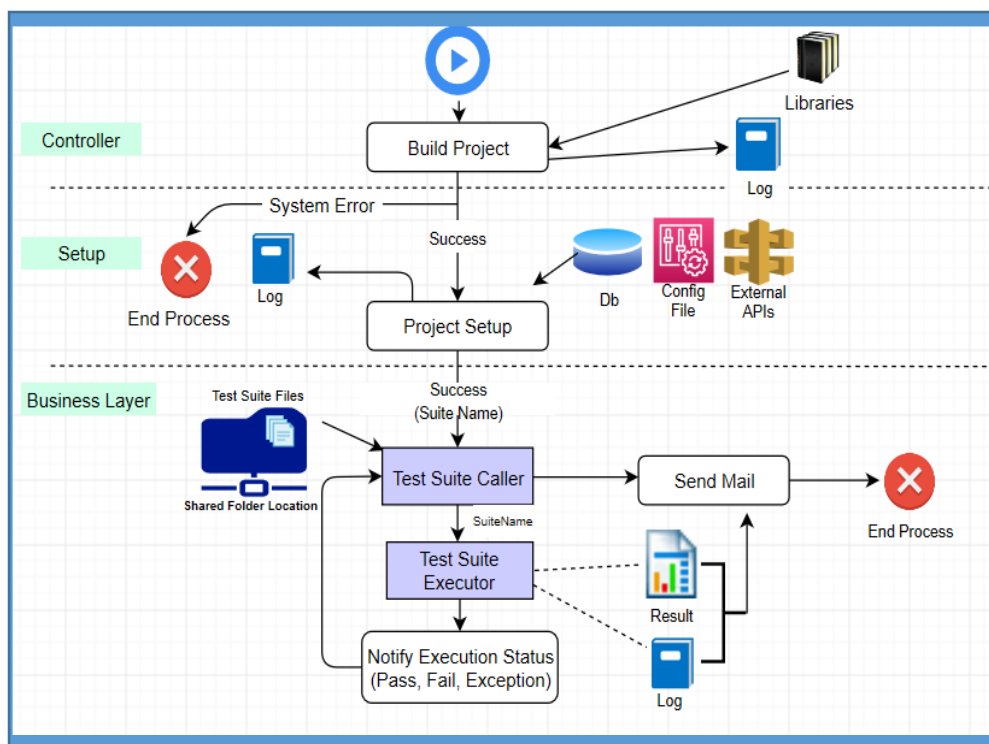 Libraries
Controller
Build Project
Log
System Error
Setup
Success
Log
End Process
Db
Config
File
External
APIs
Project Setup
Business Layer
Success
(Suite Name)
Test Suite Files
Shared Folder Location
Test Suite Caller
Send Mail
SuiteName
End Process
Test Suite
Executor
Result
Notify Execution Status
(Pass, Fail, Exception)
Log